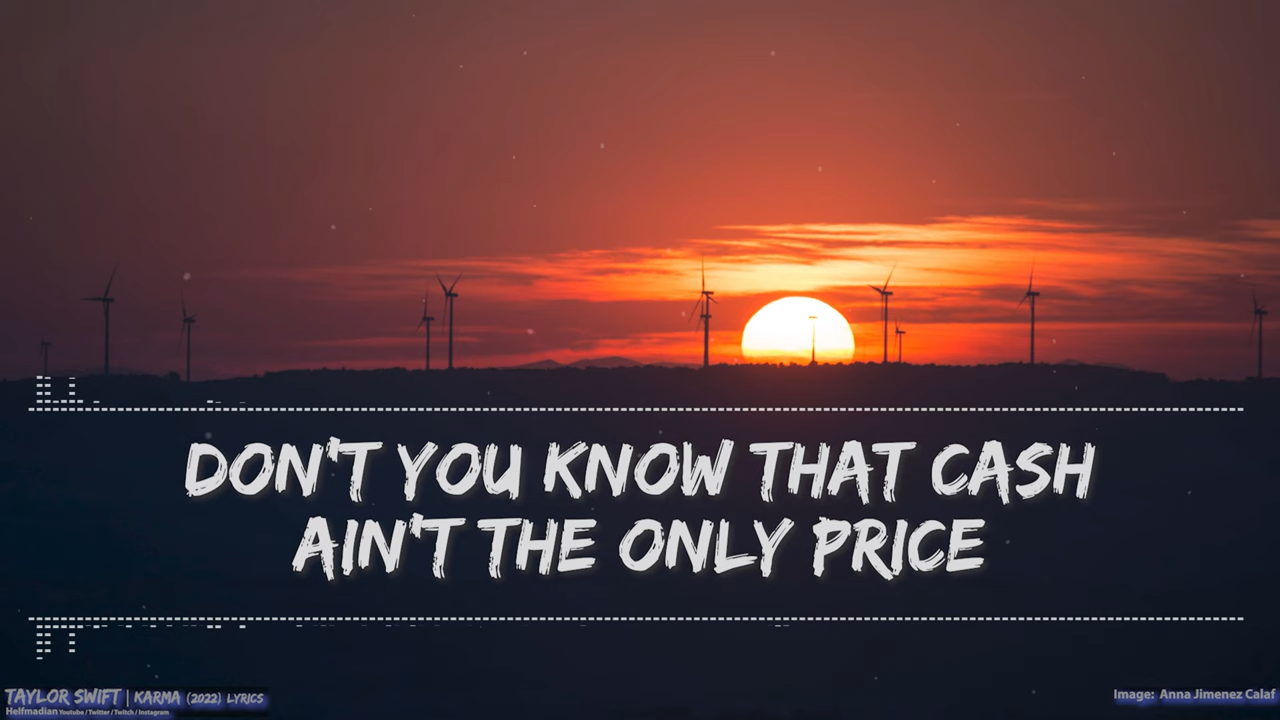 DON'T YOU KNOW THAT CASH
AIN'T THE ONLY PRICE
TAYLOR SWIFT | KARMA (2022) LYRICS
Helfmadian Youtube / Twitter / Twitch / Instagram
Image: Anna Jimenez Calaf